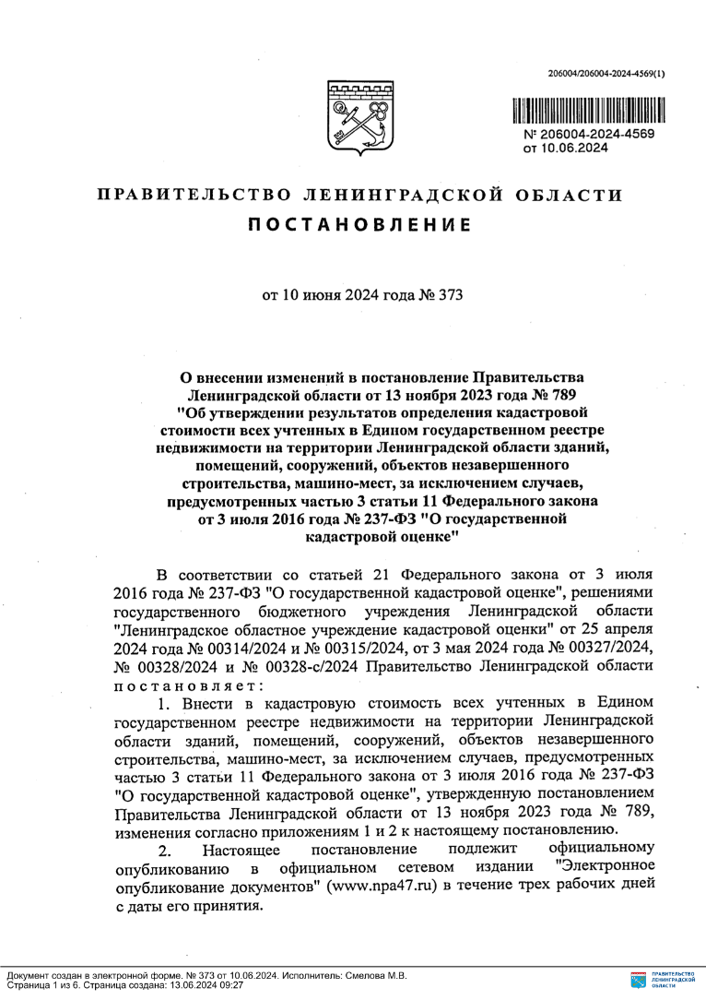 206004/206004-2024-4569(1)
№ 206004-2024-4569
от 10.06.2024
ПРАВИТЕЛЬСТВО ЛЕНИНГРАДСКОЙ ОБЛАСТИ
ПОСТАНОВЛЕНИЕ
от 10 июня 2024 года № 373
О внесении изменений в постановление Правительства
Ленинградской области от 13 ноября 2023 года № 789
"Об утверждении результатов определения кадастровой
стоимости всех учтенных в Едином государственном реестре
недвижимости на территории Ленинградской области зданий,
помещений, сооружений, объектов незавершенного
строительства, машино-мест, за исключением случаев,
предусмотренных частью 3 статьи 11 Федерального закона
от 3 июля 2016 года № 237-ФЗ "О государственной
кадастровой оценке"
В соответствии со статьей 21 Федерального закона от 3 июля
2016 года № 237-ФЗ "О государственной кадастровой оценке", решениями
государственного бюджетного учреждения Ленинградской области
"Ленинградское областное учреждение кадастровой оценки" от 25 апреля
2024 года № 00314/2024 и № 00315/2024, от 3 мая 2024 года № 00327/2024,
№ 00328/2024 и № 00328-с/2024 Правительство Ленинградской области
постановляет:
1. Внести в кадастровую стоимость всех учтенных в Едином
государственном реестре недвижимости на территории Ленинградской
области зданий, помещений, сооружений, объектов незавершенного
строительства, машино-мест, за исключением случаев, предусмотренных
частью 3 статьи 11 Федерального закона от 3 июля 2016 года № 237-ФЗ
"О государственной кадастровой оценке", утвержденную постановлением
Правительства Ленинградской области от 13 ноября 2023 года № 789,
изменения согласно приложениям 1 и 2 к настоящему постановлению.
2. Настоящее постановление подлежит официальному
опубликованию в официальном сетевом издании "Электронное
опубликование документов" (www.npa47.ru) в течение трех рабочих дней
с даты его принятия.
Документ создан в электронной форме. № 373 от 10.06.2024. Исполнитель: Смелова М.В.
Страница 1 из 6. Страница создана: 13.06.2024 09:27
ПРАВИТЕЛЬСТВО
ЛЕНИНГРАДСКОЙ
ОБЛАСТИ